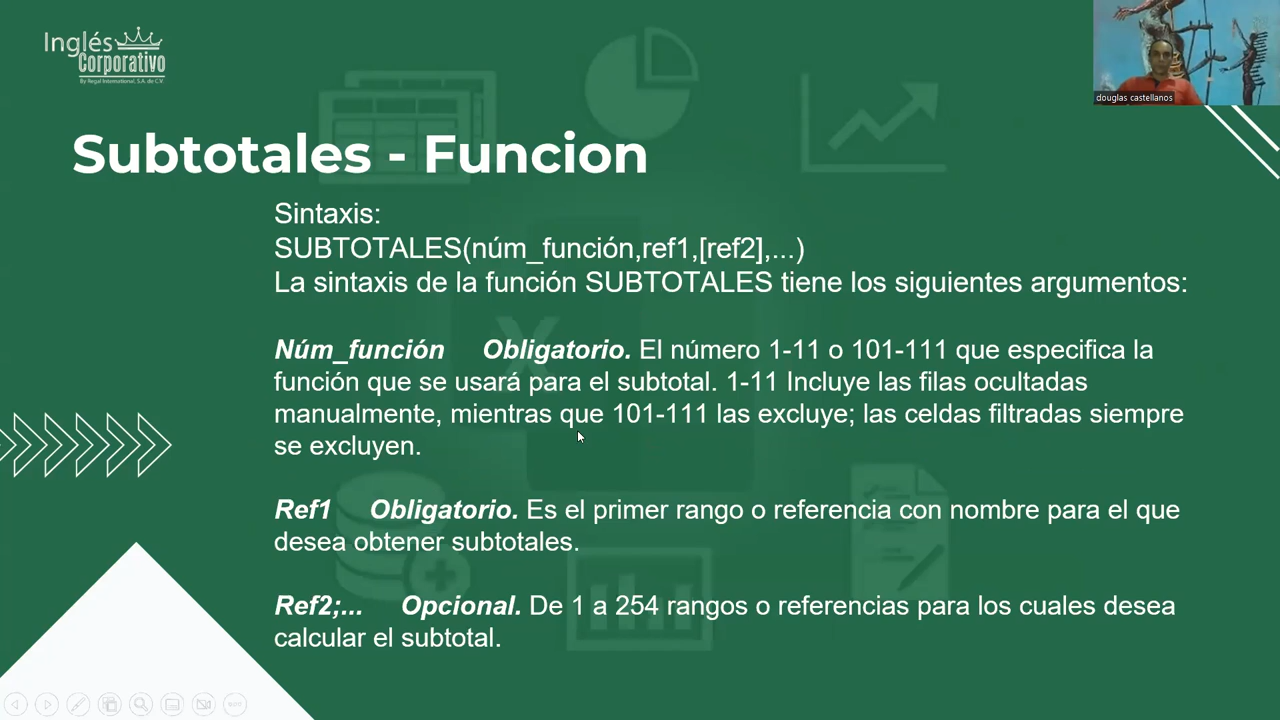 Inglés
Corporativo
By Regal International, S.A. de C.V.
douglas castellanos
Subtotales - Funcion
Sintaxis:
SUBTOTALES(núm_función,ref1,[ref2],...)
La sintaxis de la función SUBTOTALES tiene los siguientes argumentos:
Núm_función Obligatorio. El número 1-11 o 101-111 que especifica la
función que se usará para el subtotal. 1-11 Incluye las filas ocultadas
manualmente, mientras que 101-111 las excluye; las celdas filtradas siempre
se excluyen.
Ref1 Obligatorio. Es el primer rango o referencia con nombre para el que
desea obtener subtotales.
Ref2;... Opcional. De 1 a 254 rangos o referencias para los cuales desea
calcular el subtotal.